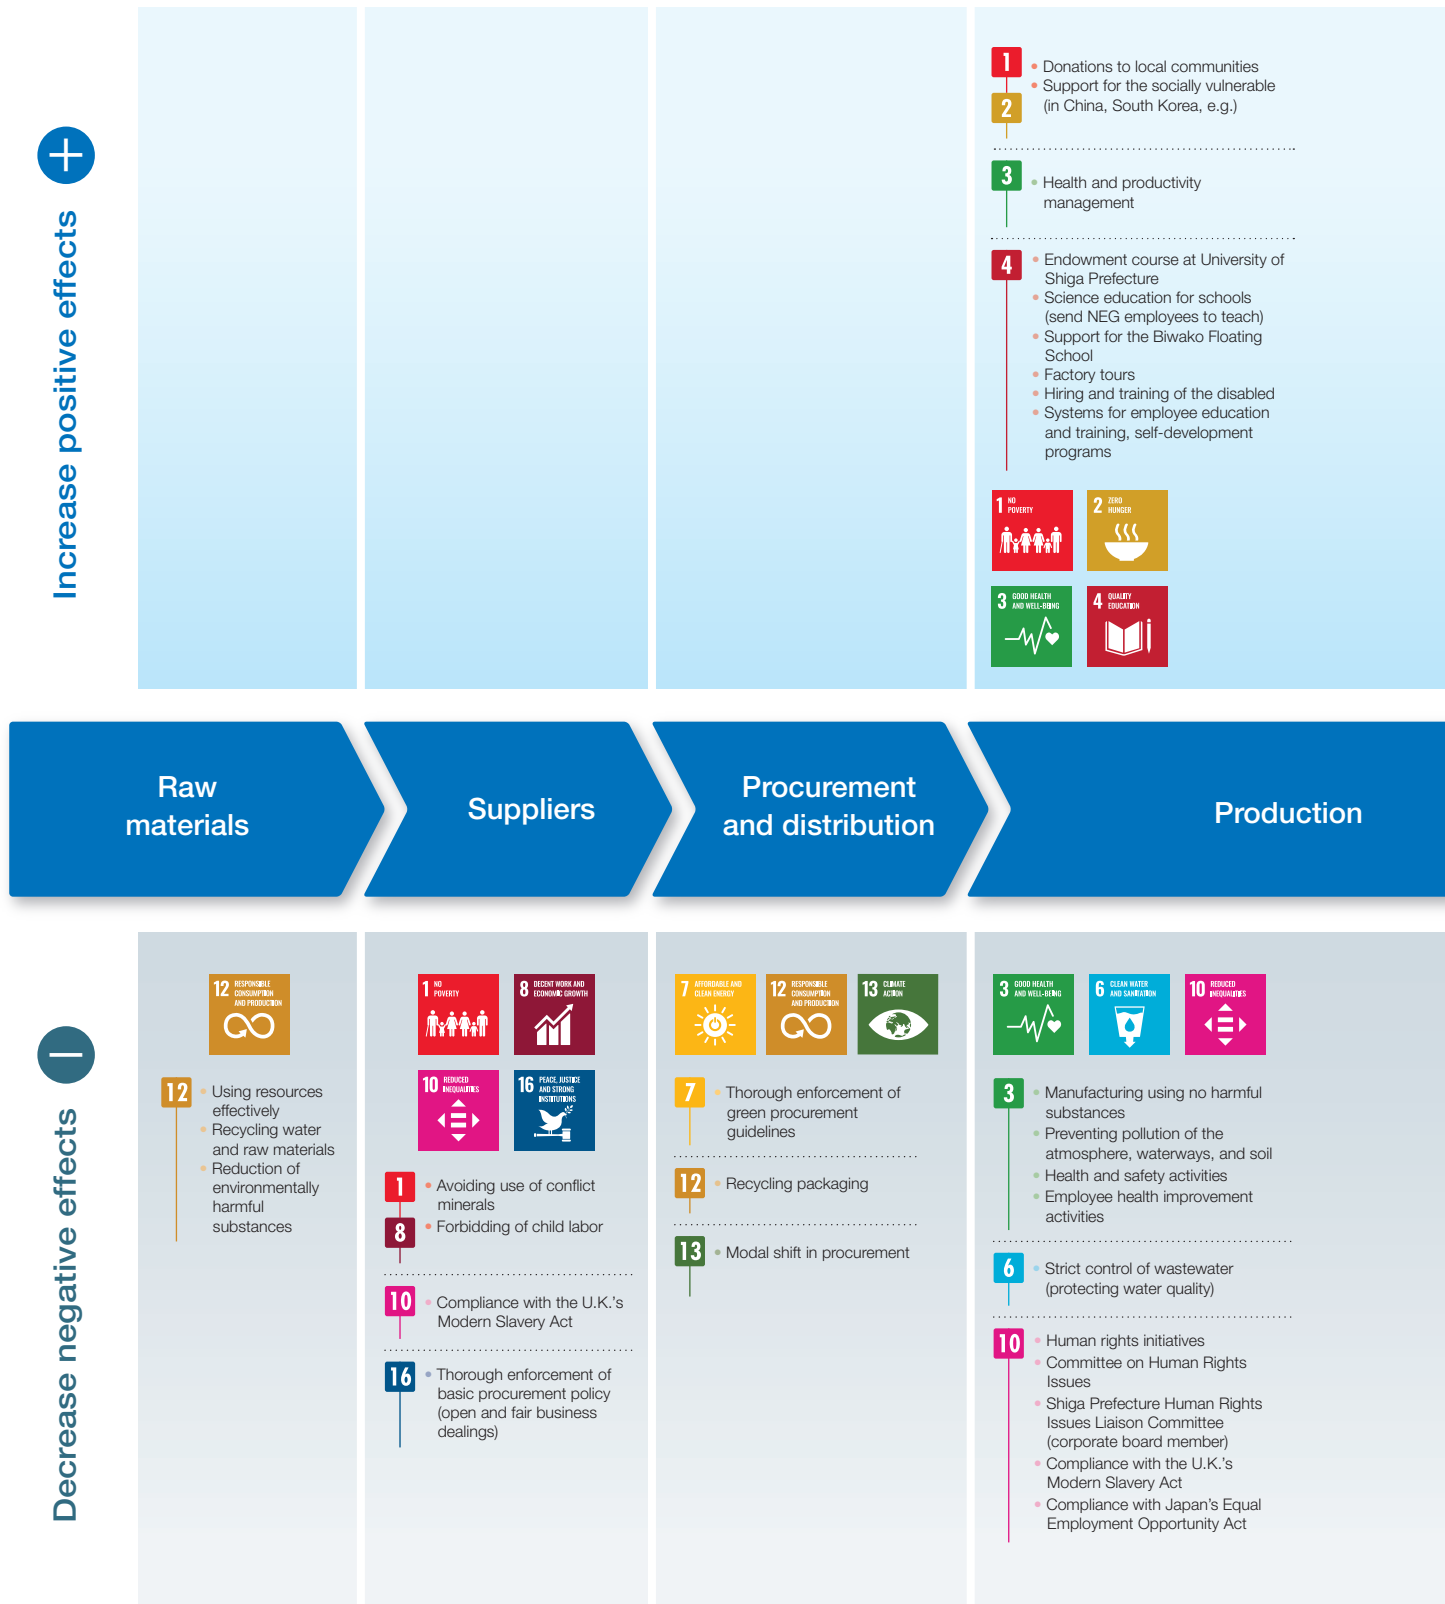 Increase positive effects
1
2
• Donations to local communities
• Support for the socially vulnerable
(in China, South Korea, e.g.)
3
• Health and productivity
management
4
• Endowment course at University of
Shiga Prefecture
• Science education for schools
(send NEG employees to teach)
• Support for the Biwako Floating
School
• Factory tours
• Hiring and training of the disabled
• Systems for employee education
and training, self-development
programs
1 NO
POVERTY
2 ZERO
HUNGER
3 GOOD HEALTH
AND WELL-BEING
4 QUALITY
EDUCATION
Raw
materials
Suppliers
Procurement
and distribution
Production
Decrease negative effects
12 RESPONSIBLE
CONSUMPTION
AND PRODUCTION
12
• Using resources
effectively
• Recycling water
and raw materials
• Reduction of
environmentally
harmful
substances
1 NO
POVERTY
8 DECENT WORK AND
ECONOMIC GROWTH
10 REDUCED
INEQUALITIES
16 PEACE, JUSTICE
AND STRONG
INSTITUTIONS
1
8
• Avoiding use of conflict
minerals
• Forbidding of child labor
10
• Compliance with the U.K.'s
Modern Slavery Act
16
• Thorough enforcement of
basic procurement policy
(open and fair business
dealings)
7 AFFORDABLE AND
CLEAN ENERGY
12 RESPONSIBLE
CONSUMPTION
AND PRODUCTION
13 CLIMATE
ACTION
7
• Thorough enforcement of
green procurement
guidelines
12
• Recycling packaging
13
• Modal shift in procurement
3 GOOD HEALTH
AND WELL-BEING
6 CLEAN WATER
AND SANITATION
10 REDUCED
INEQUALITIES
3
• Manufacturing using no harmful
substances
• Preventing pollution of the
atmosphere, waterways, and soil
• Health and safety activities
• Employee health improvement
activities
6
• Strict control of wastewater
(protecting water quality)
10
• Human rights initiatives
• Committee on Human Rights
Issues
• Shiga Prefecture Human Rights
Issues Liaison Committee
(corporate board member)
• Compliance with the U.K.'s
Modern Slavery Act
• Compliance with Japan's Equal
Employment Opportunity Act